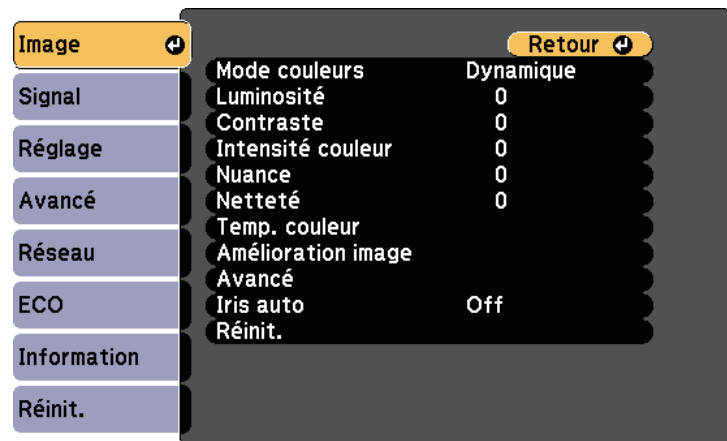 Image
Signal
Réglage
Avancé
Réseau
ECO
Information
Réinit.
Retour
Mode couleurs Dynamique
Luminosité 0
Contraste 0
Intensité couleur 0
Nuance 0
Netteté 0
Temp. couleur
Amélioration image
Avancé
Iris auto Off
Réinit.